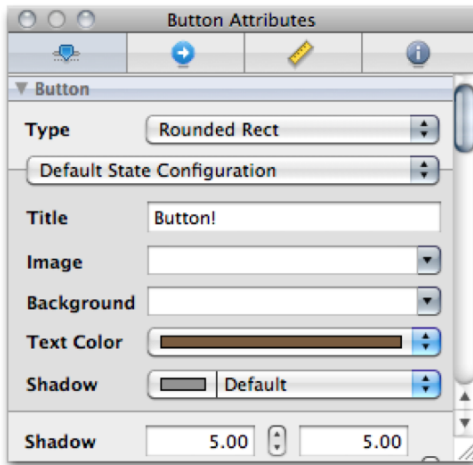 Button Attributes
Button
Type Rounded Rect
Default State Configuration
Title Button!
Image
Background
Text Color
Shadow Default
Shadow 5.00 5.00